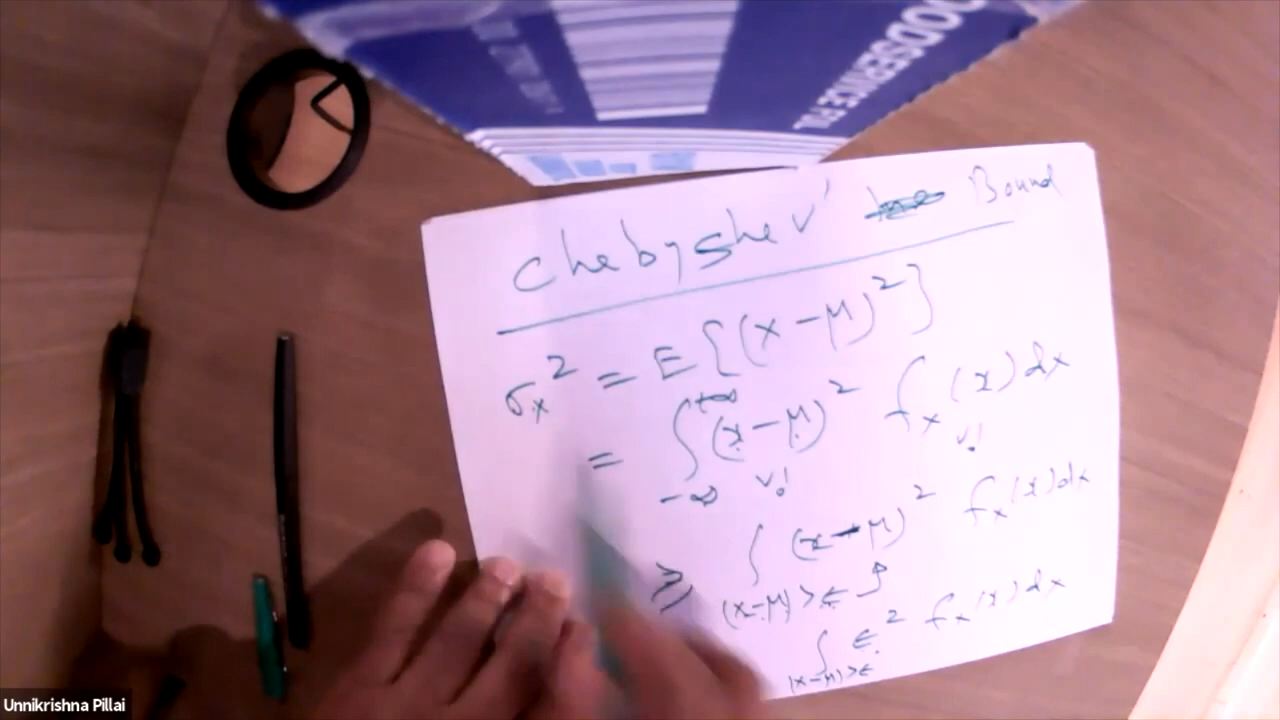 Chebyshev' Bound
σₓ² = E{(x-μ)²}
= ∫₋∞⁺∞ (x-μ)² fₓ(x)dx
v! v!
≥ ∫ (x-μ)² fₓ(x)dx
(x-μ)>ϵ
∫ ϵ² fₓ(x)dx
(x-μ)>ϵ
Unnikrishna Pillai